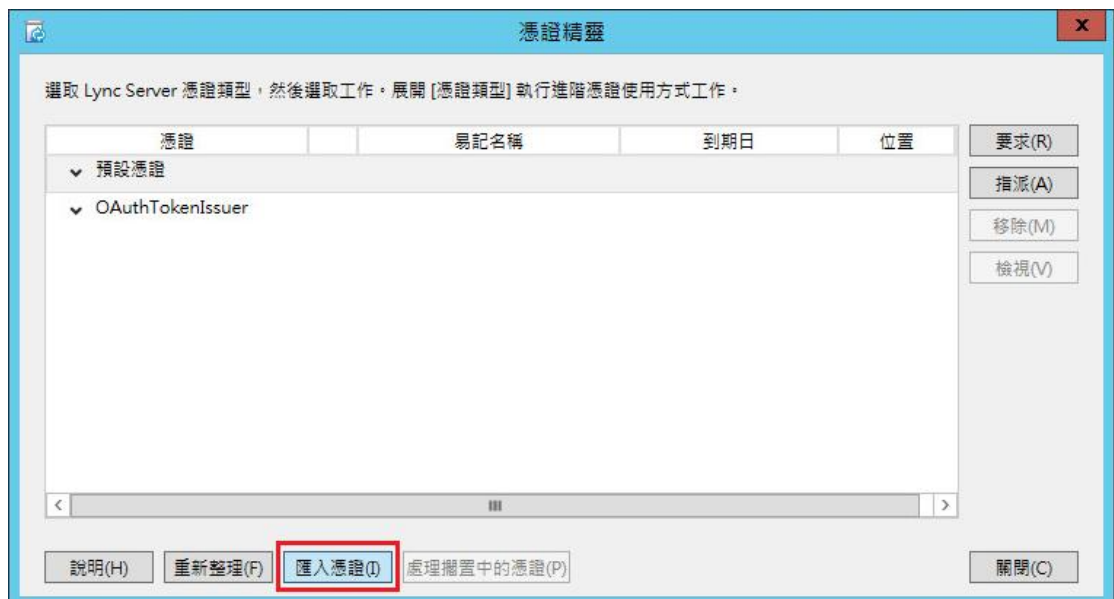 憑證精靈
x
選取 Lync Server 憑證類型，然後選取工作。展開 [憑證類型] 執行進階憑證使用方式工作。
憑證 易記名稱 到期日 位置
預設憑證
OAuthTokenIssuer
要求(R)
指派(A)
移除(M)
檢視(V)
說明(H) 重新整理(F) 匯入憑證(I) 處理擱置中的憑證(P) 關閉(C)